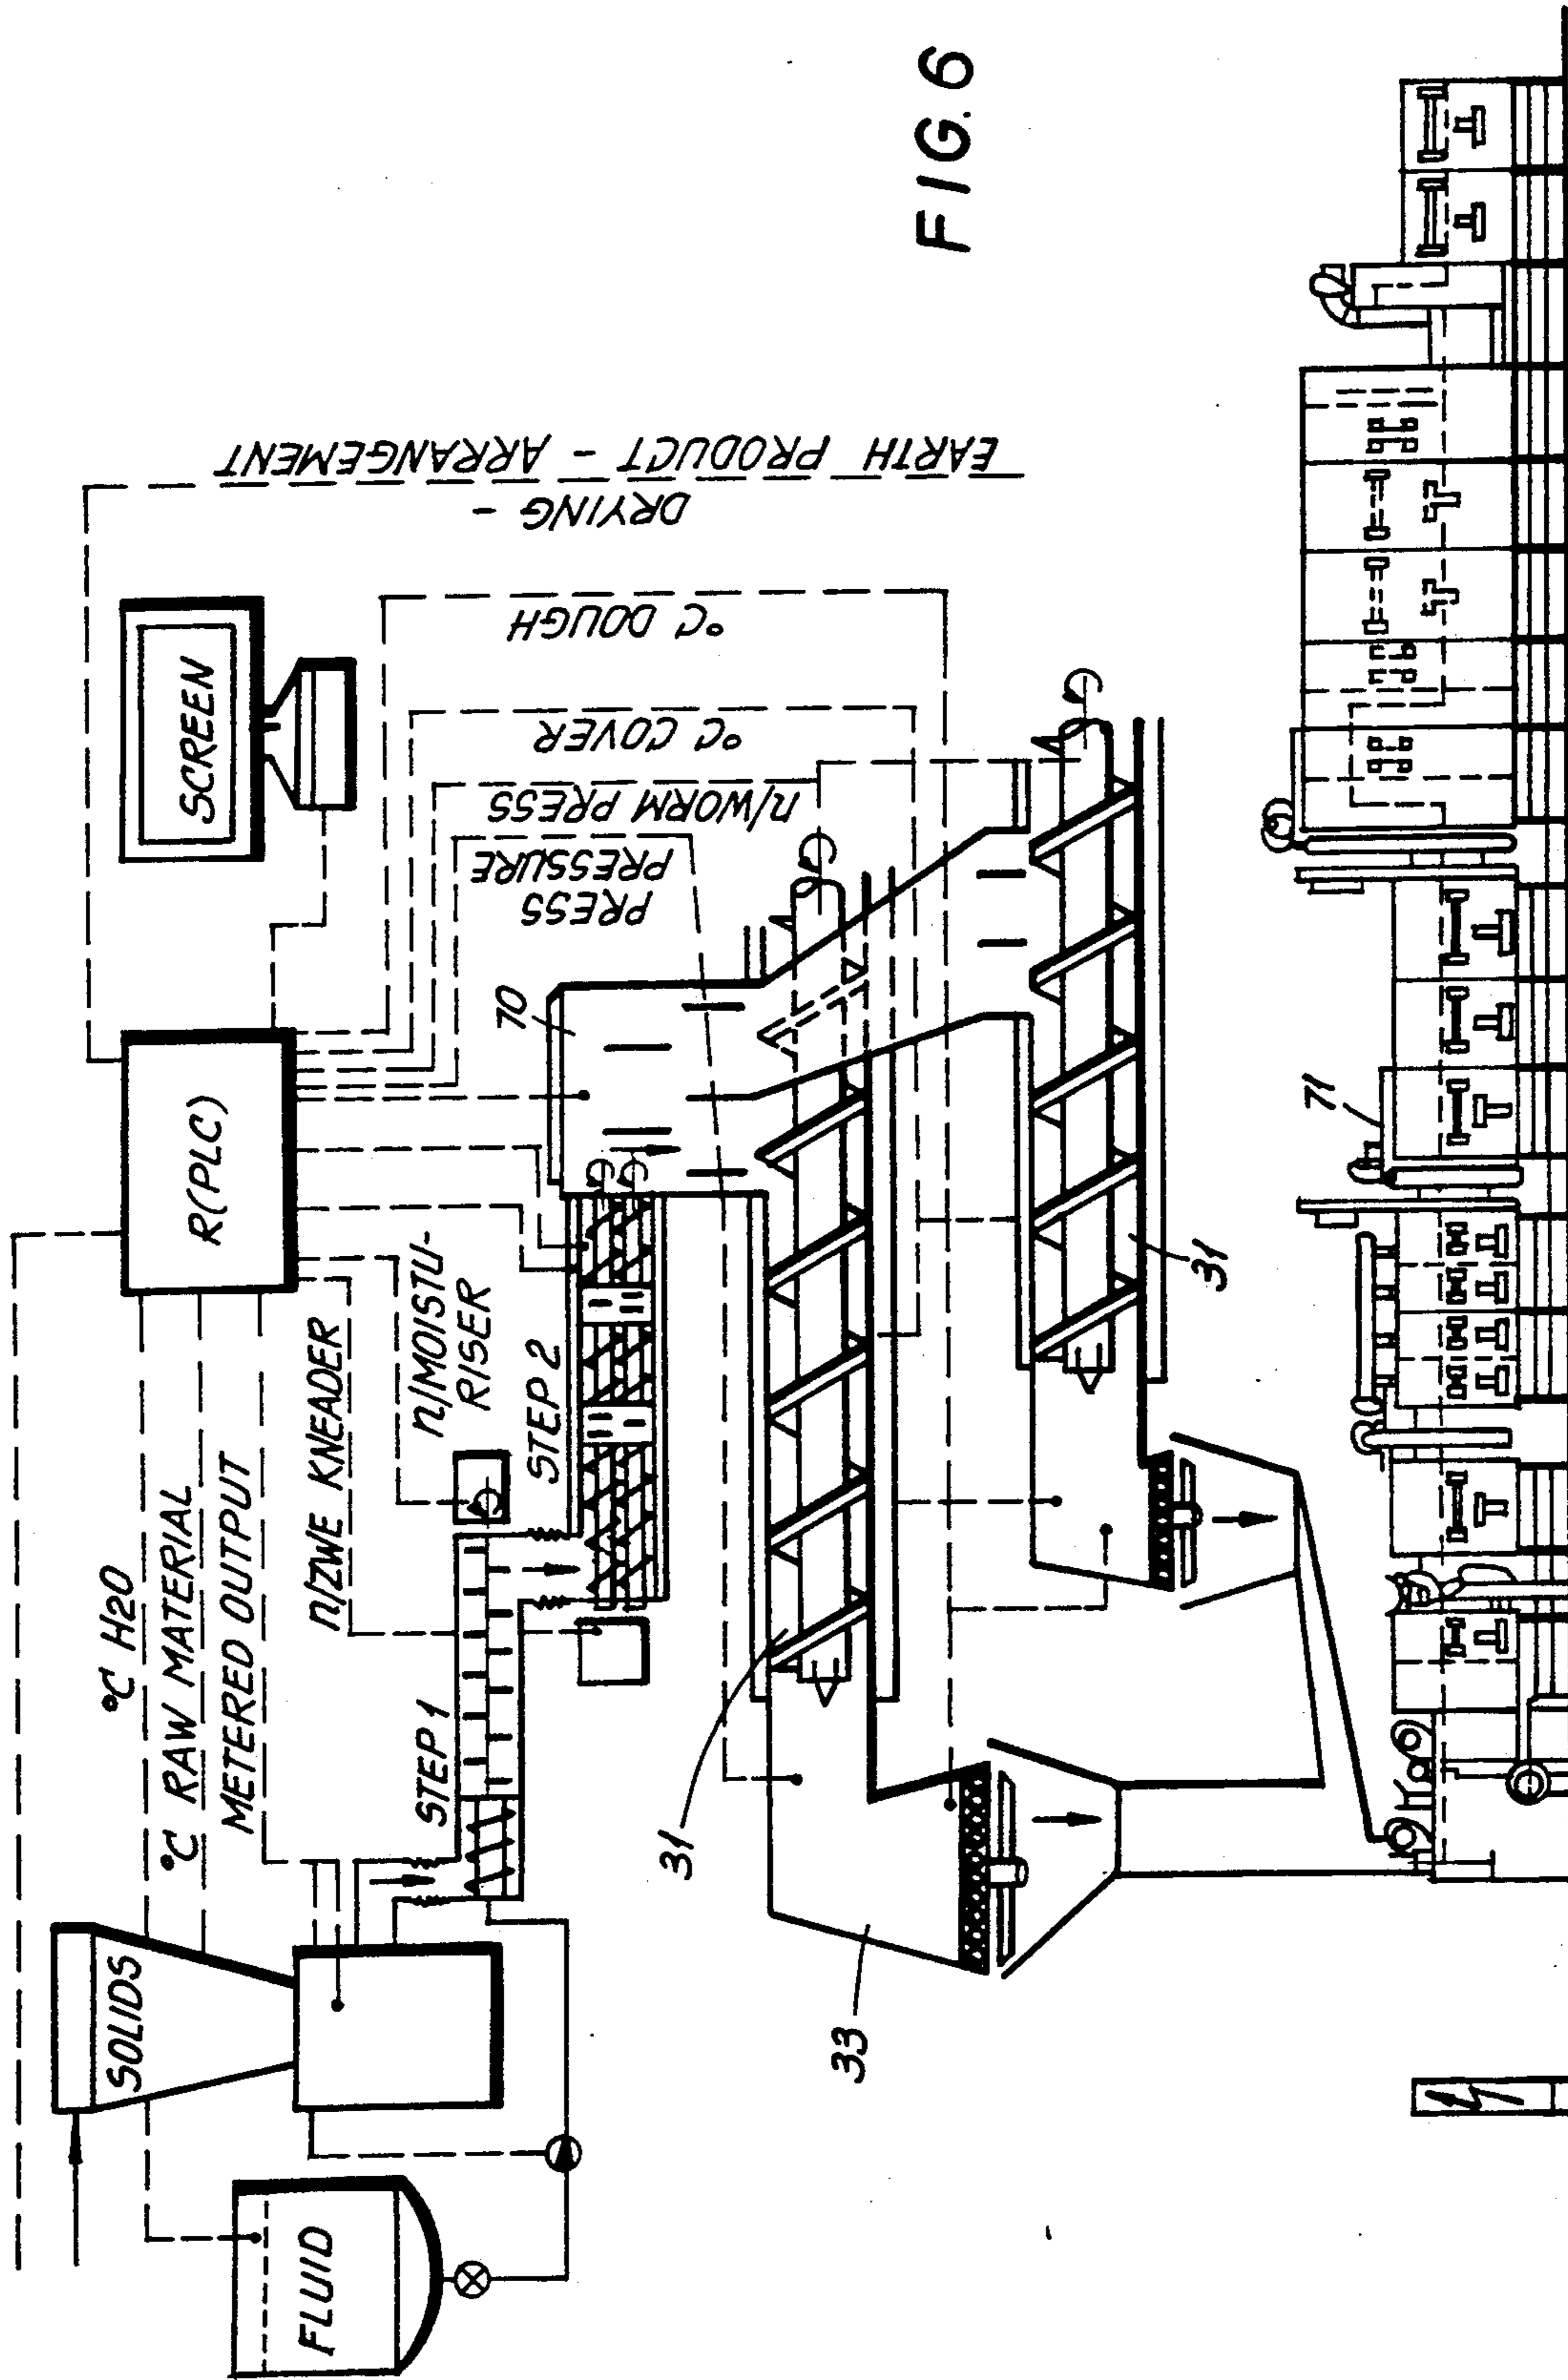 FIG. 6
SOLIDS
FLUID
°C H2O
°C RAW MATERIAL
METERED OUTPUT
R(PLC)
SCREEN
n/ZWE KNEADER
n/MOISTU-
RISER
STEP 1
STEP 2
70
PRESS
PRESSURE
n/WORM PRESS
°C COVER
°C DOUGH
DRYING -
EARTH PRODUCT - ARRANGEMENT
31
31
33
71